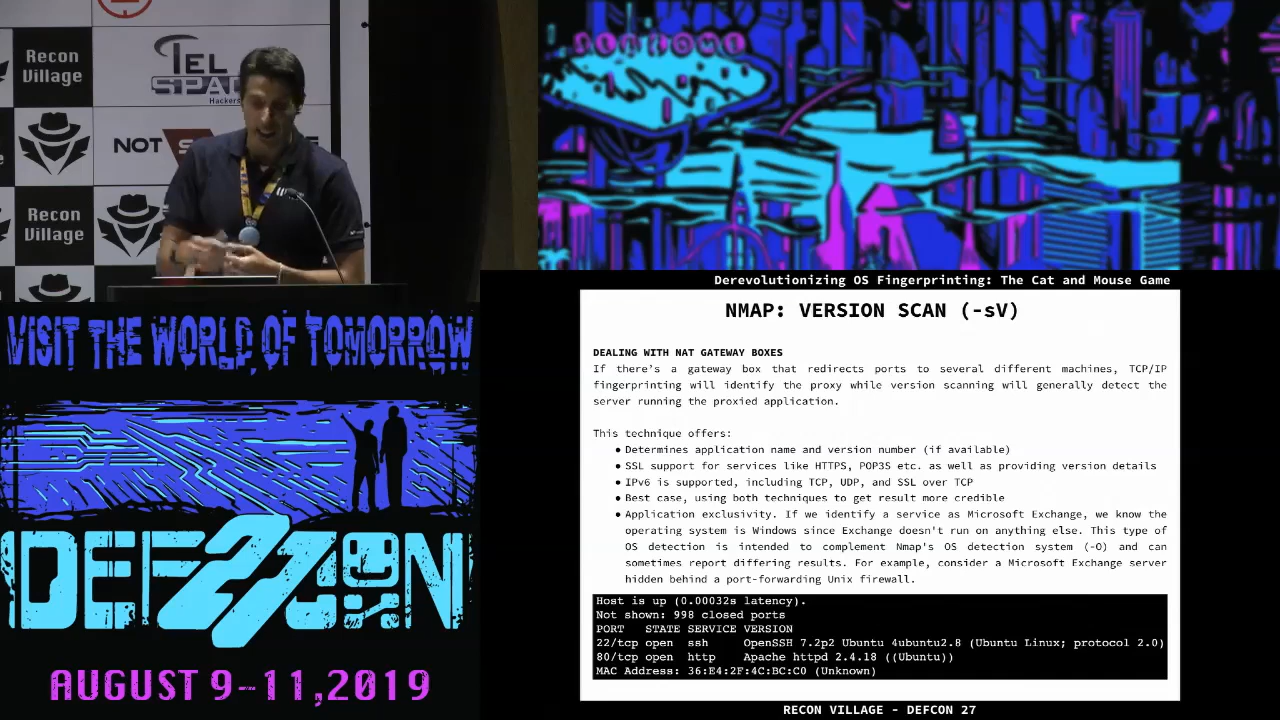 Recon
Village
TEL
SPAC
Hackers
NOT S
E
Recon
Village
WELCOME
VISIT THE WORLD OF TOMORROW
DEF CON
27
AUGUST 9-11,2019
Derevolutionizing OS Fingerprinting: The Cat and Mouse Game
NMAP: VERSION SCAN (-sV)
DEALING WITH NAT GATEWAY BOXES
If there's a gateway box that redirects ports to several different machines, TCP/IP
fingerprinting will identify the proxy while version scanning will generally detect the
server running the proxied application.
This technique offers:
● Determines application name and version number (if available)
● SSL support for services like HTTPS, POP3S etc. as well as providing version details
● IPv6 is supported, including TCP, UDP, and SSL over TCP
● Best case, using both techniques to get result more credible
● Application exclusivity. If we identify a service as Microsoft Exchange, we know the
operating system is Windows since Exchange doesn't run on anything else. This type of
OS detection is intended to complement Nmap's OS detection system (-O) and can
sometimes report differing results. For example, consider a Microsoft Exchange server
hidden behind a port-forwarding Unix firewall.
Host is up (0.00032s latency).
Not shown: 998 closed ports
PORT STATE SERVICE VERSION
22/tcp open ssh OpenSSH 7.2p2 Ubuntu 4ubuntu2.8 (Ubuntu Linux; protocol 2.0)
80/tcp open http Apache httpd 2.4.18 ((Ubuntu))
MAC Address: 36:E4:2F:4C:BC:C0 (Unknown)
RECON VILLAGE - DEFCON 27